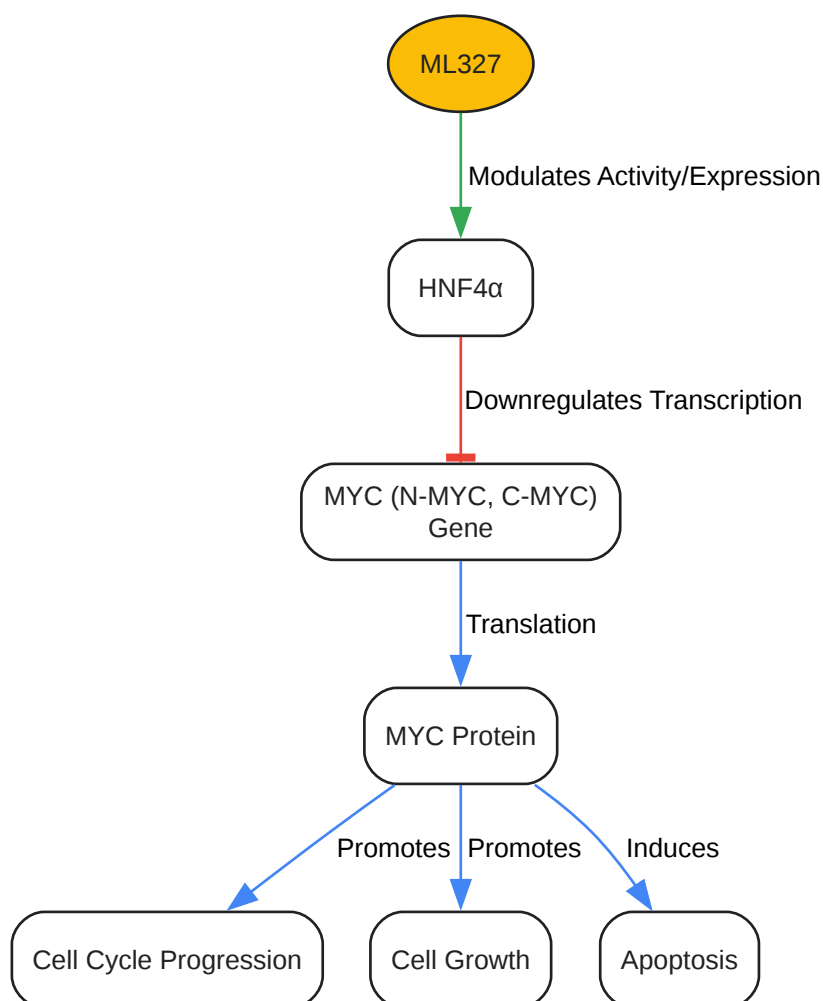 ML327
Modulates Activity/Expression
HNF4α
Downregulates Transcription
MYC (N-MYC, C-MYC)
Gene
Translation
MYC Protein
Promotes
Promotes
Induces
Cell Cycle Progression
Cell Growth
Apoptosis